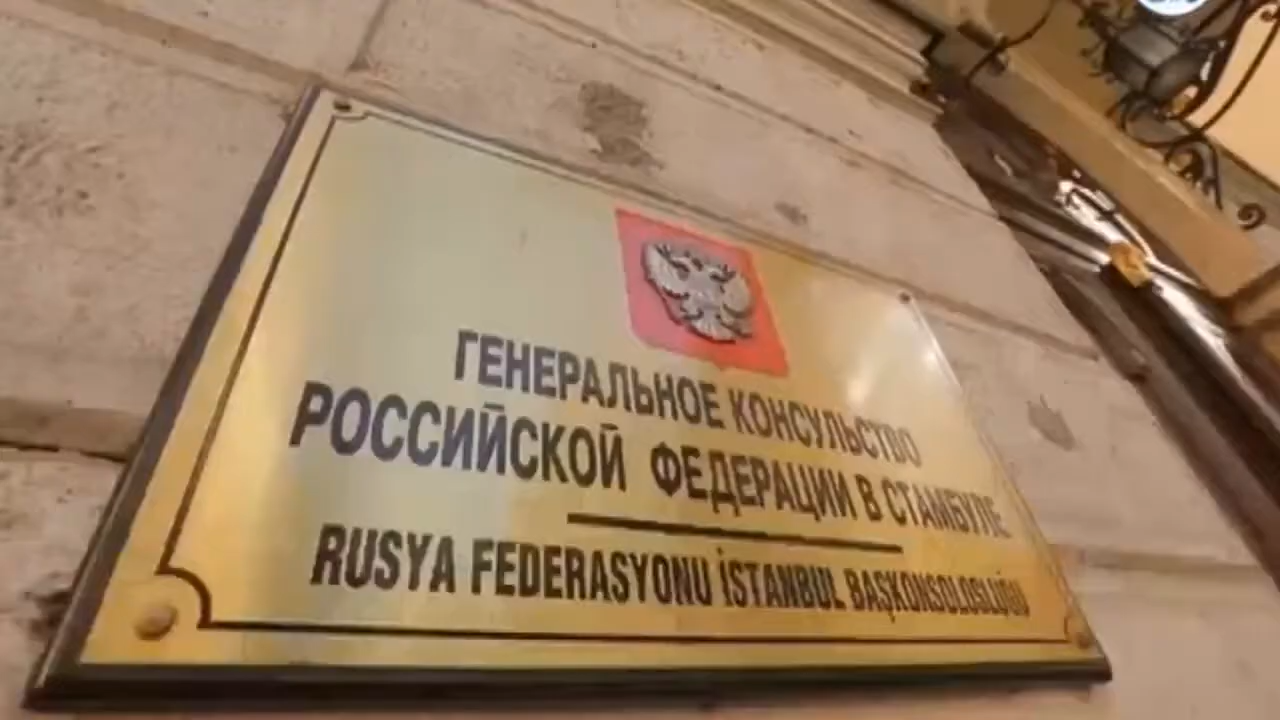 ГЕНЕРАЛЬНОЕ КОНСУЛЬСТВО
РОССИЙСКОЙ ФЕДЕРАЦИИ В СТАМБУЛЕ
RUSYA FEDERASYONU İSTANBUL BAŞKONSOLOSLUĞU